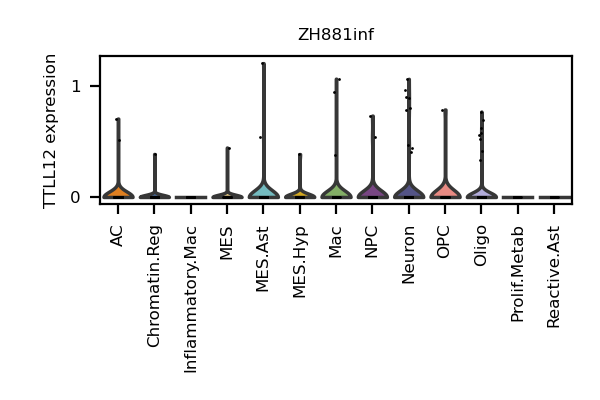 ZH881inf
TTLL12 expression
1
0
AC
Chromatin.Reg
Inflammatory.Mac
MES
MES.Ast
MES.Hyp
Mac
NPC
Neuron
OPC
Oligo
Prolif.Metab
Reactive.Ast